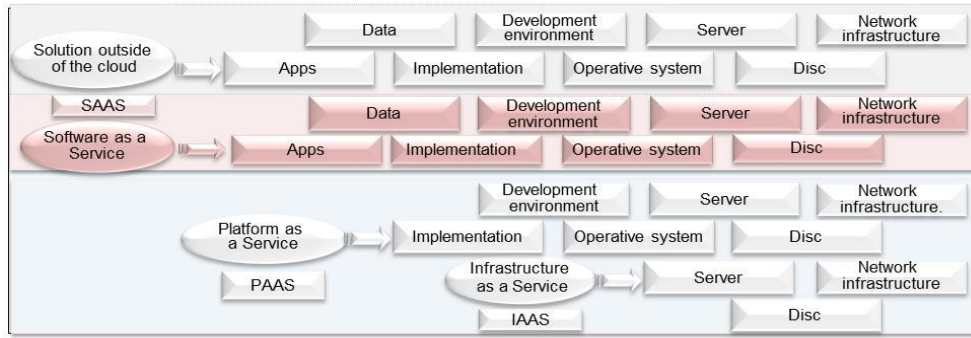 Data
Development
environment
Server
Network
infrastructure
Solution outside
of the cloud
Apps
Implementation
Operative system
Disc
SAAS
Data
Development
environment
Server
Network
infrastructure
Software as a
Service
Apps
Implementation
Operative system
Disc
Development
environment
Server
Network
infrastructure.
Platform as
a Service
Implementation
Operative system
Disc
PAAS
Infrastructure
as a Service
Server
Network
infrastructure
IAAS
Disc